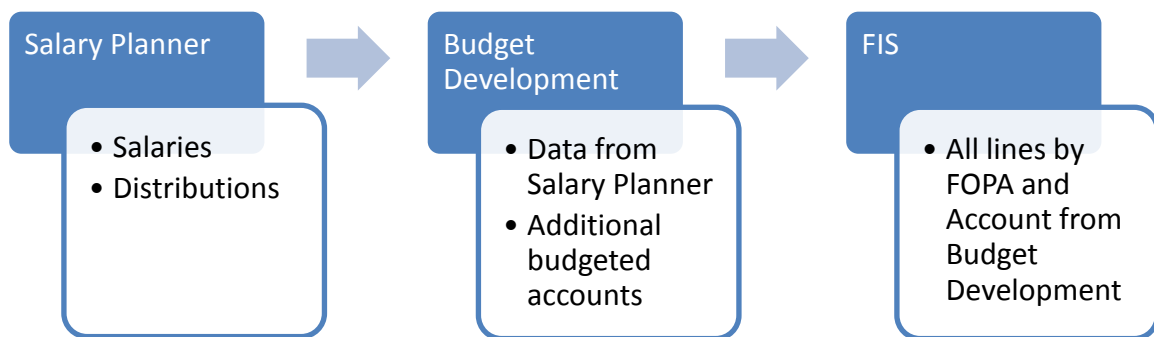 Salary Planner
• Salaries
• Distributions
Budget
Development
• Data from
Salary Planner
• Additional
budgeted
accounts
FIS
• All lines by
FOPA and
Account from
Budget
Development